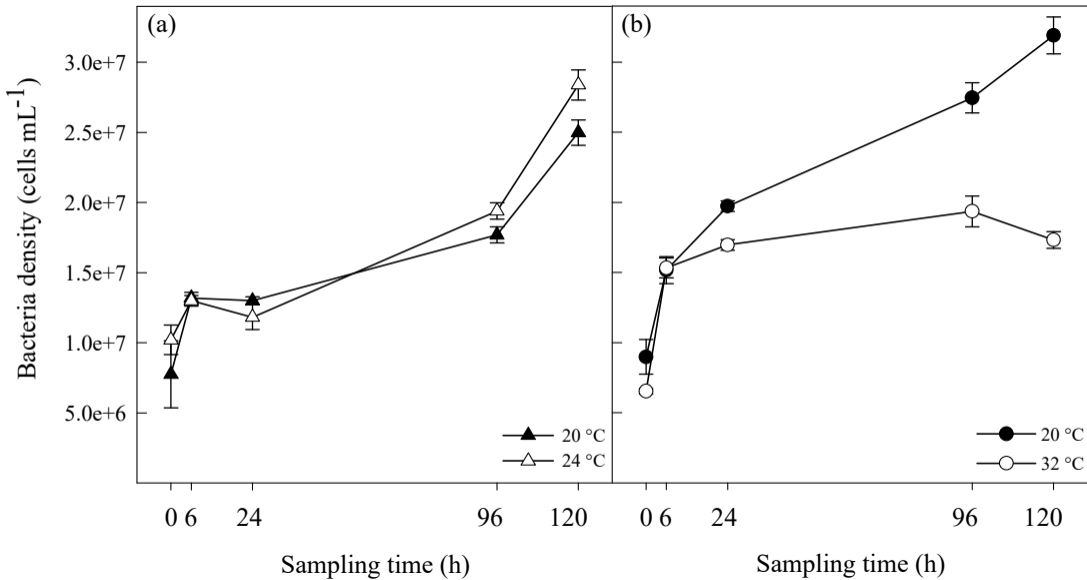 (a)
(b)
Bacteria density (cells mL-1)
3.0e+7
2.5e+7
2.0e+7
1.5e+7
1.0e+7
5.0e+6
20 °C
24 °C
20 °C
32 °C
0 6 24 96 120
0 6 24 96 120
Sampling time (h)
Sampling time (h)